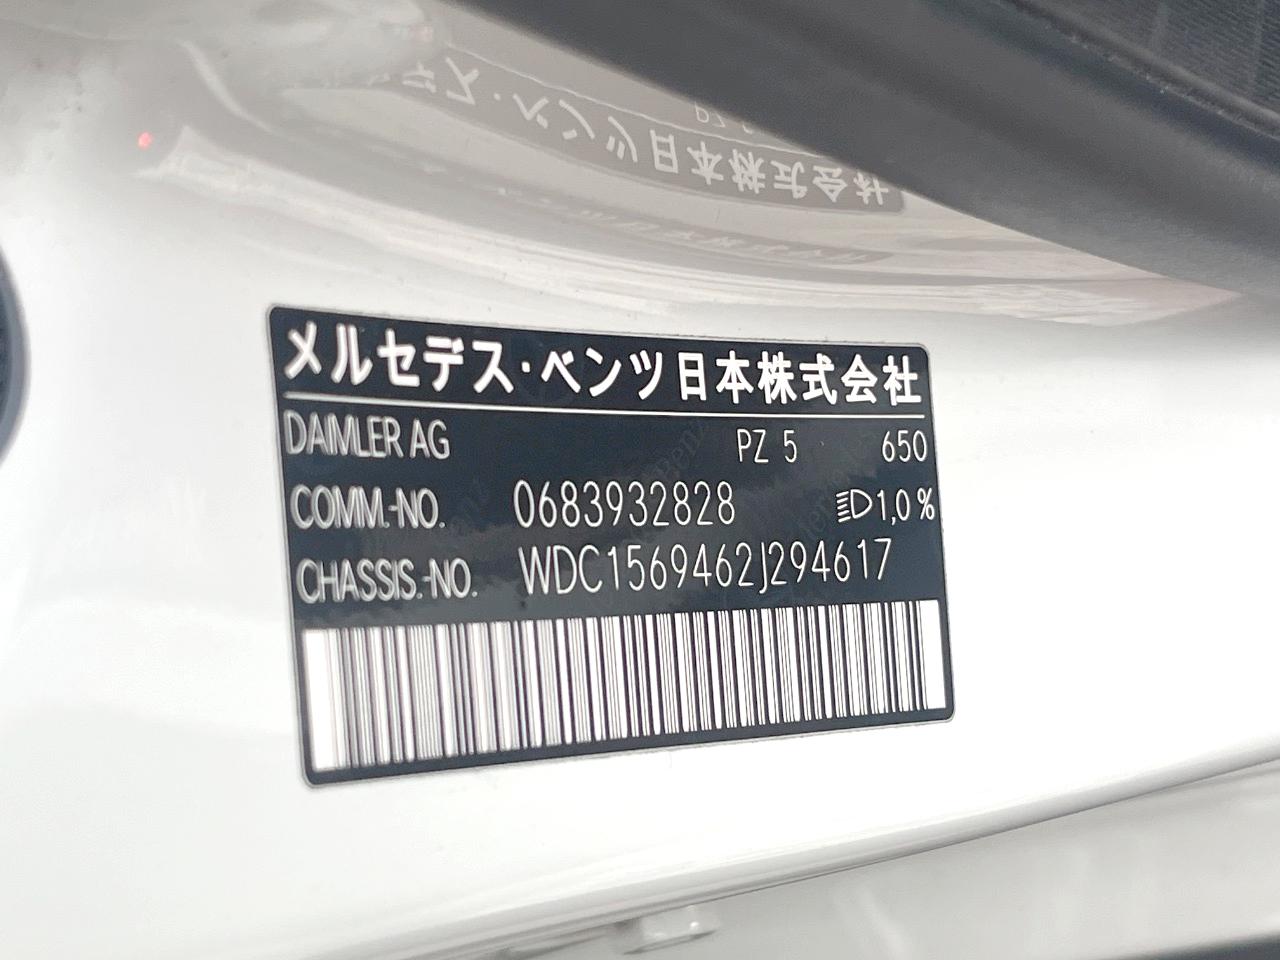 メルセデス・ベンツ日本株式会社
DAIMLER AG PZ 5 650
COMM.-NO. 0683932828 1,0 %
CHASSIS.-NO. WDC1569462J294617